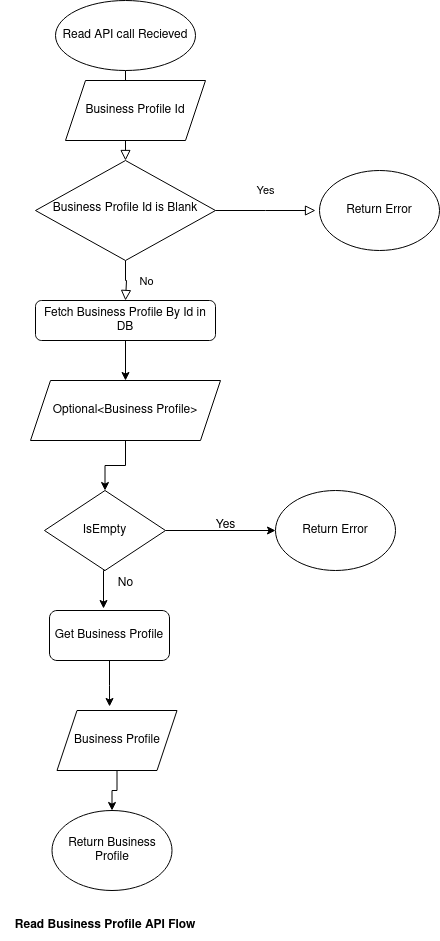 Read API call Recieved
Business Profile Id
Business Profile Id is Blank
Yes
Return Error
No
Fetch Business Profile By Id in
DB
Optional<Business Profile>
IsEmpty
Yes
Return Error
No
Get Business Profile
Business Profile
Return Business
Profile
Read Business Profile API Flow